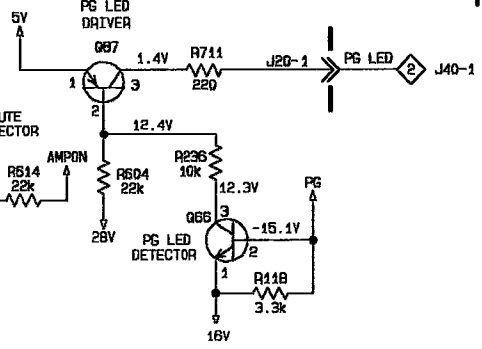 PG LED
DRIVER
5V
Q87
1.4V
R711
220
J20-1
PG LED
2
J40-1
1
3
2
12.4V
UTE
ECTOR
AMPON
R614
22k
R604
22k
R236
10k
28V
12.3V
PG
Q66
3
-15.1V
PG LED
DETECTOR
2
1
R118
3.3k
16V